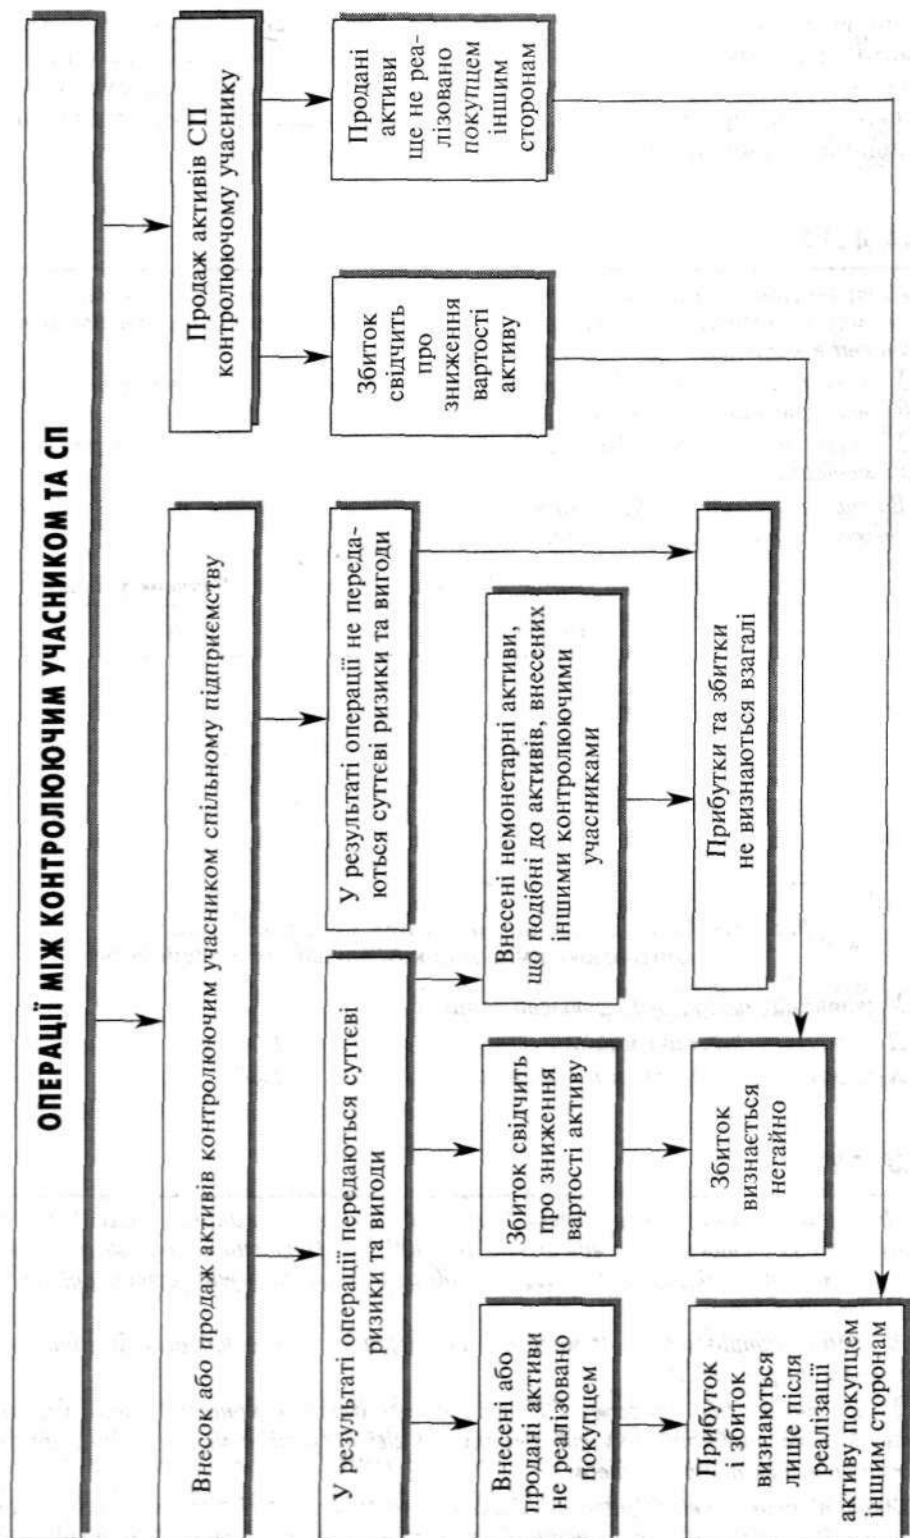 ОПЕРАЦІЇ МІЖ КОНТРОЛЮЮЧИМ УЧАСНИКОМ ТА СП
Внесок або продаж активів контролюючим учасником спільному підприємству
Продаж активів СП
контролюючому учаснику
У результаті операції передаються суттєві
ризики та вигоди
У результаті операції не переда-
ються суттєві ризики та вигоди
Збиток
свідчить
про
зниження
вартості
активу
Продані
активи
ще не реа-
лізовано
покупцем
іншим
сторонам
Внесені або
продані активи
не реалізовано
покупцем
Збиток свідчить
про зниження
вартості активу
Внесені немонетарні активи,
що подібні до активів, внесених
іншими контролюючими
учасниками
Прибуток
і збиток
визнаються
лише після
реалізації
активу покупцем
іншим сторонам
Збиток
визнається
негайно
Прибутки та збитки
не визнаються взагалі